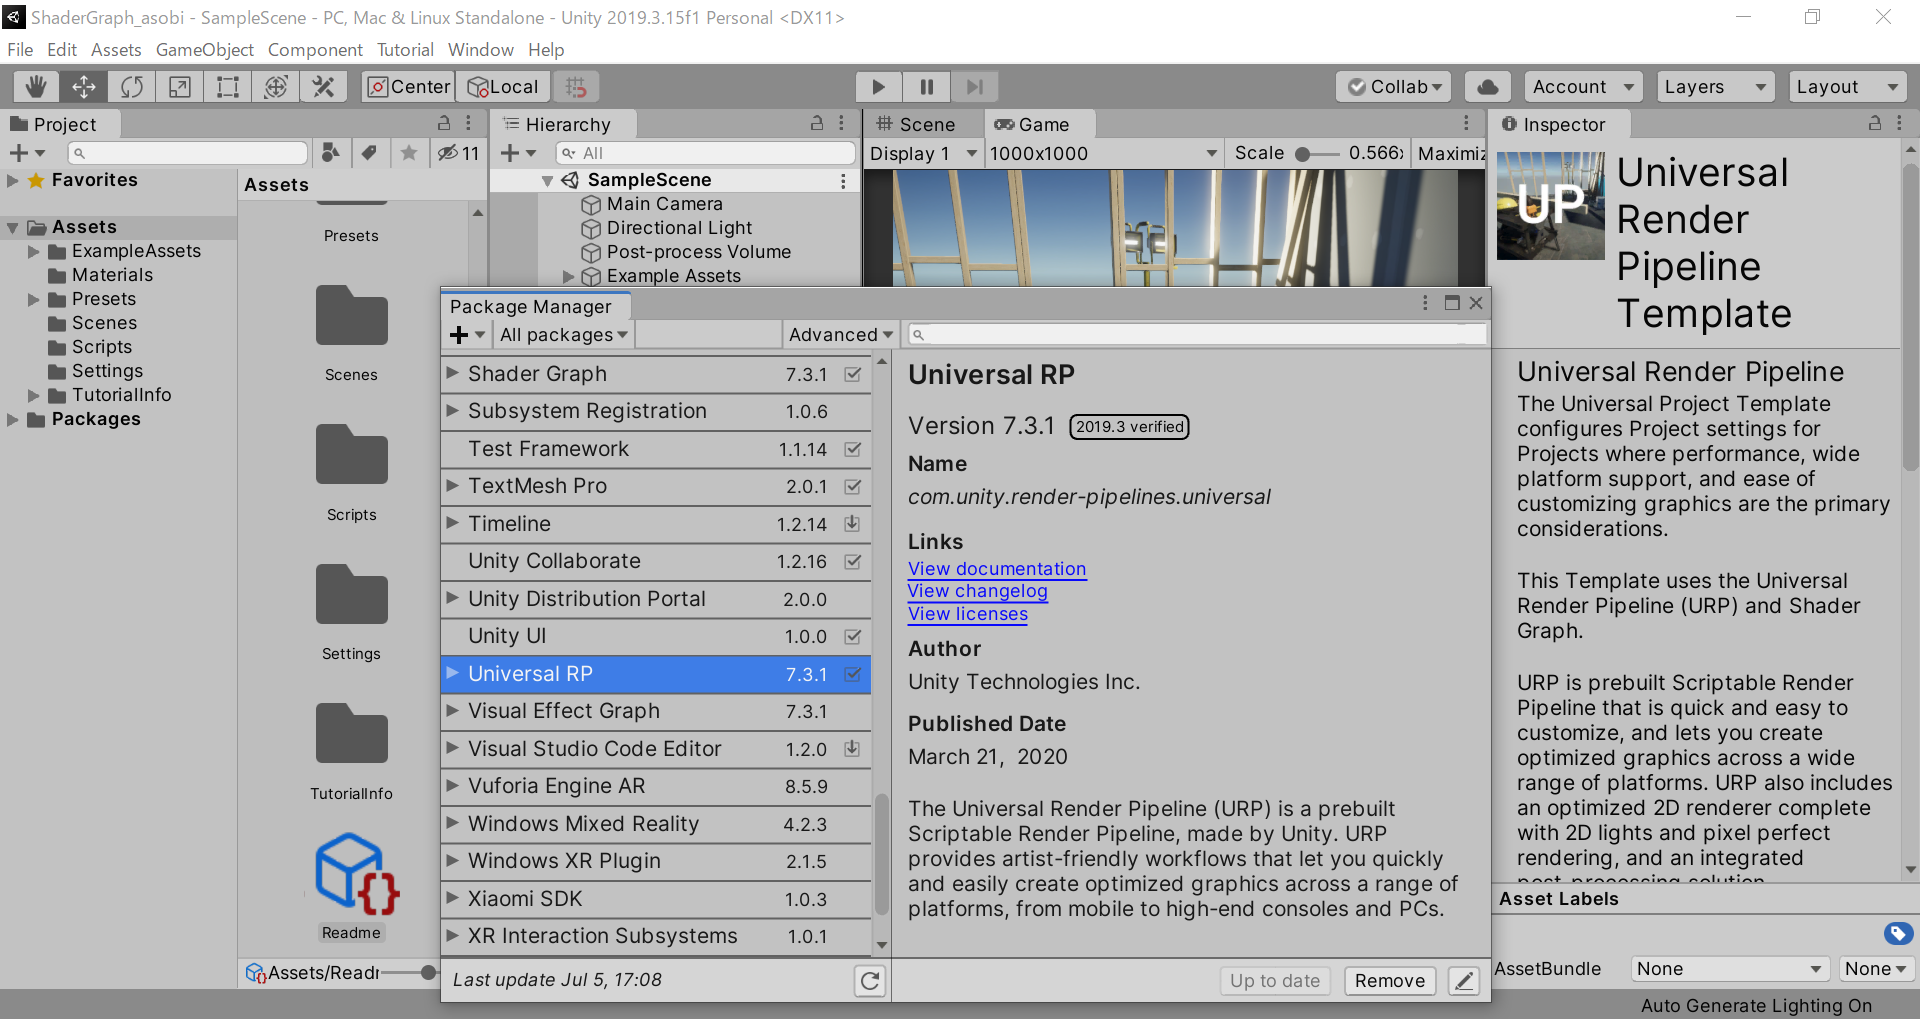 ShaderGraph_asobi - SampleScene - PC, Mac & Linux Standalone - Unity 2019.3.15f1 Personal <DX11>
File Edit Assets GameObject Component Tutorial Window Help
Center Local Collab Account Layers Layout
Project
11
Favorites
Assets
ExampleAssets
Materials
Presets
Scenes
Scripts
Settings
TutorialInfo
Packages
Assets
Presets
Scenes
Scripts
Settings
TutorialInfo
Readme
Assets/Readr
Hierarchy
All
SampleScene
Main Camera
Directional Light
Post-process Volume
Example Assets
Scene Game
Display 1 1000x1000 Scale 0.566 Maximiz
Package Manager
All packages Advanced
Shader Graph 7.3.1
Subsystem Registration 1.0.6
Test Framework 1.1.14
TextMesh Pro 2.0.1
Timeline 1.2.14
Unity Collaborate 1.2.16
Unity Distribution Portal 2.0.0
Unity UI 1.0.0
Universal RP 7.3.1
Visual Effect Graph 7.3.1
Visual Studio Code Editor 1.2.0
Vuforia Engine AR 8.5.9
Windows Mixed Reality 4.2.3
Windows XR Plugin 2.1.5
Xiaomi SDK 1.0.3
XR Interaction Subsystems 1.0.1
Last update Jul 5, 17:08
Universal RP
Version 7.3.1 2019.3 verified
Name
com.unity.render-pipelines.universal
Links
View documentation
View changelog
View licenses
Author
Unity Technologies Inc.
Published Date
March 21, 2020
The Universal Render Pipeline (URP) is a prebuilt
Scriptable Render Pipeline, made by Unity. URP
provides artist-friendly workflows that let you quickly
and easily create optimized graphics across a range of
platforms, from mobile to high-end consoles and PCs.
Up to date Remove
Inspector
UP
Universal
Render
Pipeline
Template
Universal Render Pipeline
The Universal Project Template
configures Project settings for
Projects where performance, wide
platform support, and ease of
customizing graphics are the primary
considerations.
This Template uses the Universal
Render Pipeline (URP) and Shader
Graph.
URP is prebuilt Scriptable Render
Pipeline that is quick and easy to
customize, and lets you create
optimized graphics across a wide
range of platforms. URP also includes
an optimized 2D renderer complete
with 2D lights and pixel perfect
rendering, and an integrated
post-processing solution.
Asset Labels
AssetBundle None None
Auto Generate Lighting On